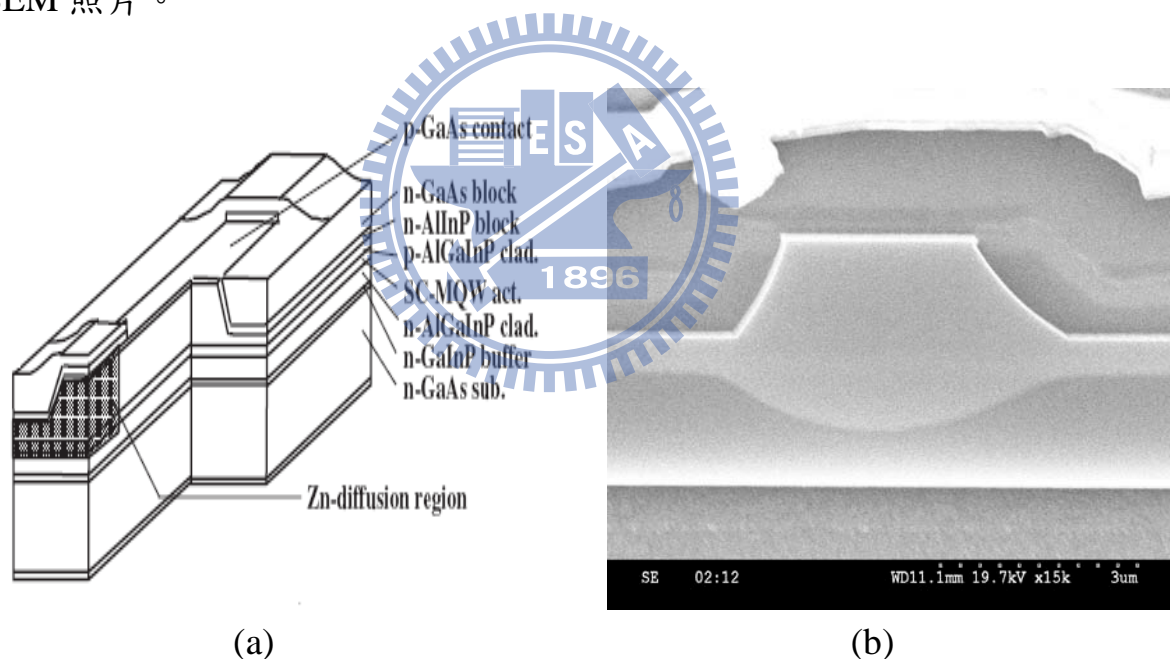 EM 照片。
p-GaAs contact
n-GaAs block
n-AlInP block
p-AlGaInP clad.
SC-MQW act.
n-AlGaInP clad.
n-GaInP buffer
n-GaAs sub.
Zn-diffusion region
ESA
1896
SE 02:12 WD11.1mm 19.7kV x15k 3um
(a)
(b)